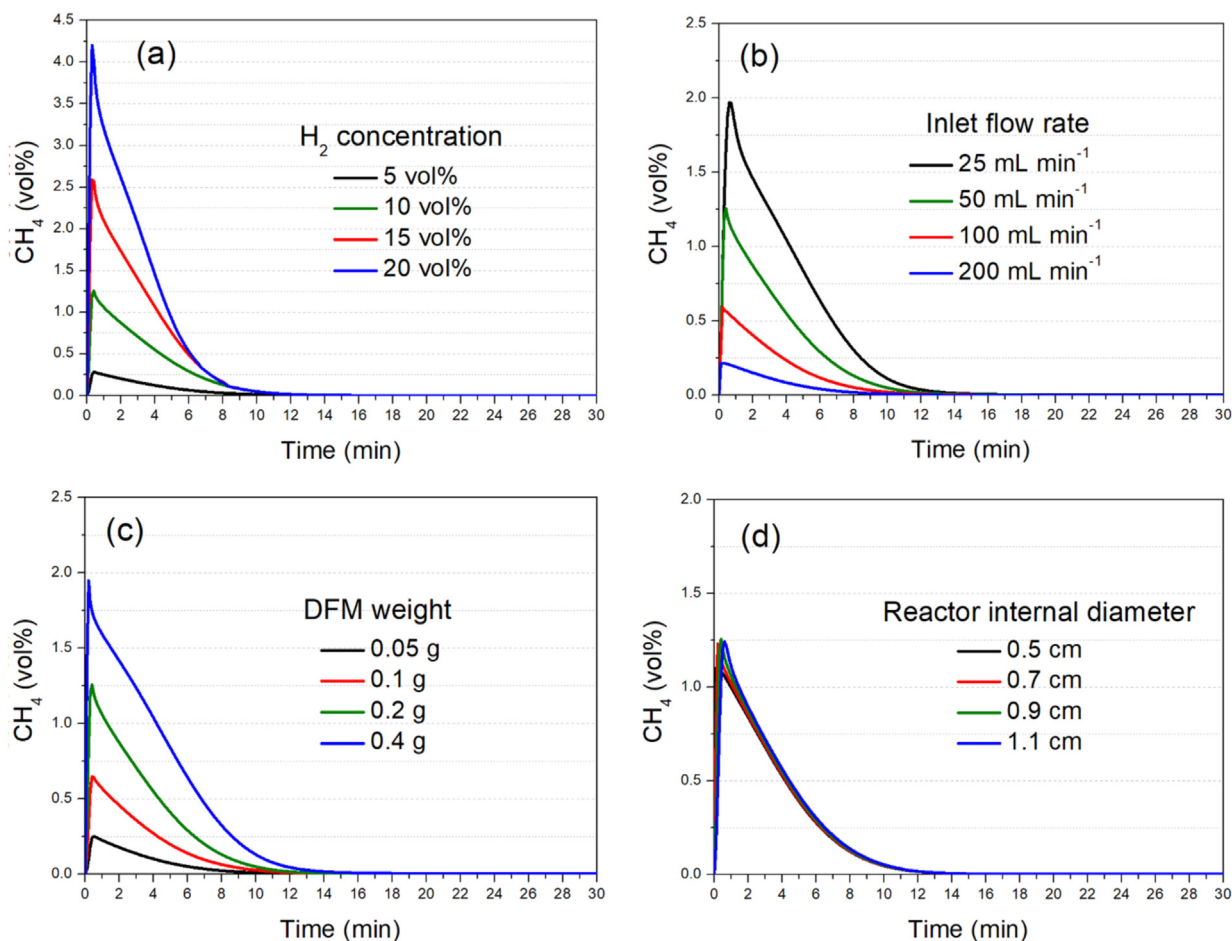 (a)
4.5
4.0
3.5
3.0
2.5
2.0
1.5
1.0
0.5
0.0
CH₄ (vol%)
H₂ concentration
5 vol%
10 vol%
15 vol%
20 vol%
0 2 4 6 8 10 12 14 16 18 20 22 24 26 28 30
Time (min)
(b)
2.5
2.0
1.5
1.0
0.5
0.0
CH₄ (vol%)
Inlet flow rate
25 mL min⁻¹
50 mL min⁻¹
100 mL min⁻¹
200 mL min⁻¹
0 2 4 6 8 10 12 14 16 18 20 22 24 26 28 30
Time (min)
(c)
2.5
2.0
1.5
1.0
0.5
0.0
CH₄ (vol%)
DFM weight
0.05 g
0.1 g
0.2 g
0.4 g
0 2 4 6 8 10 12 14 16 18 20 22 24 26 28 30
Time (min)
(d)
2.0
1.5
1.0
0.5
0.0
CH₄ (vol%)
Reactor internal diameter
0.5 cm
0.7 cm
0.9 cm
1.1 cm
0 2 4 6 8 10 12 14 16 18 20 22 24 26 28 30
Time (min)